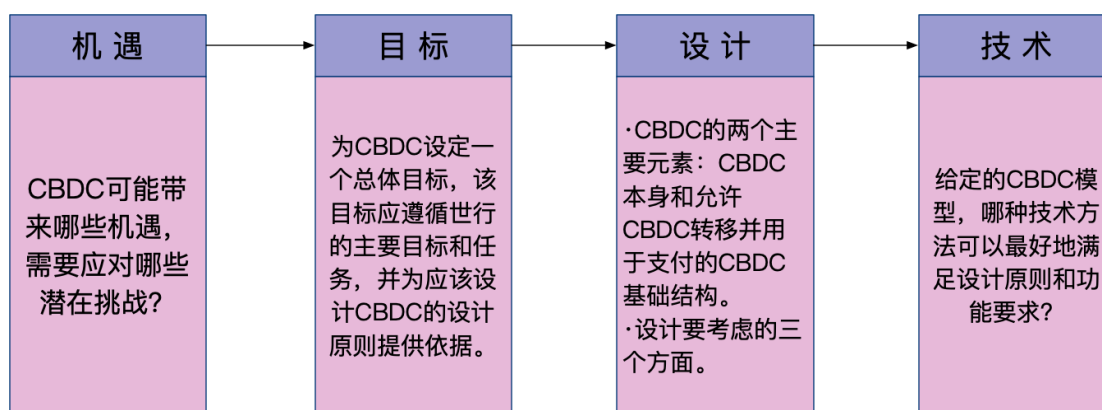 机 遇
目 标
设 计
技 术
CBDC可能带
来哪些机遇，
需要应对哪些
潜在挑战？
为CBDC设定一
个总体目标，该
目标应遵循世行
的主要目标和任
务，并为应该设
计CBDC的设计
原则提供依据。
·CBDC的两个主
要元素：CBDC
本身和允许
CBDC转移并用
于支付的CBDC
基础结构。
·设计要考虑的三
个方面。
给定的CBDC模
型，哪种技术方
法可以最好地满
足设计原则和功
能要求？